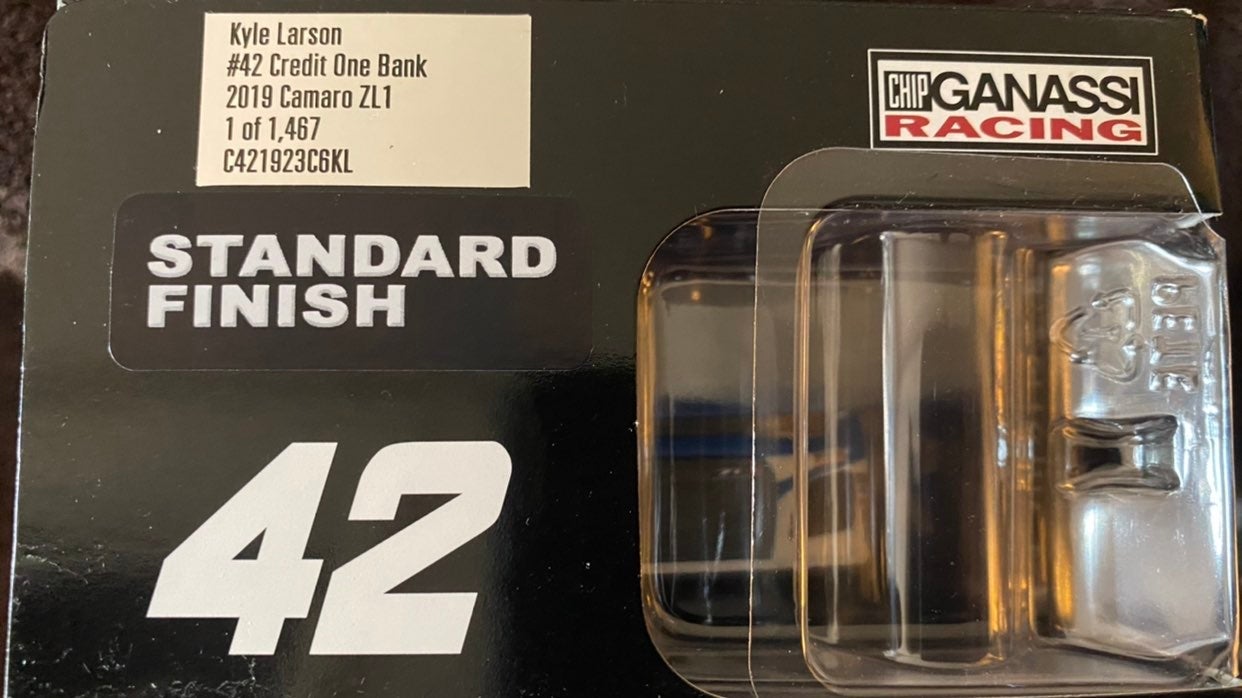 Kyle Larson
#42 Credit One Bank
2019 Camaro ZL1
1 of 1,467
C421923C6KL
CHIP GANASSI
RACING
STANDARD
FINISH
42